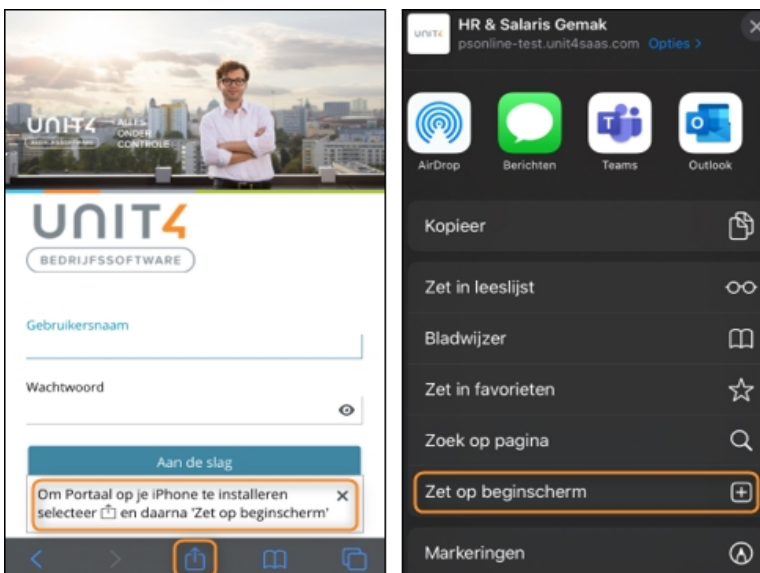 UNIT4
BEDRIJFSSOFTWARE
ALLES
ONDER
CONTROLE
UNIT4
BEDRIJFSSOFTWARE
Gebruikersnaam
Wachtwoord
Aan de slag
Om Portaal op je iPhone te installeren
selecteer en daarna 'Zet op beginscherm'
UNIT4
HR & Salaris Gemak
psonline-test.unit4saas.com Opties >
AirDrop
Berichten
Teams
Outlook
Kopieer
Zet in leeslijst
Bladwijzer
Zet in favorieten
Zoek op pagina
Zet op beginscherm
Markeringen